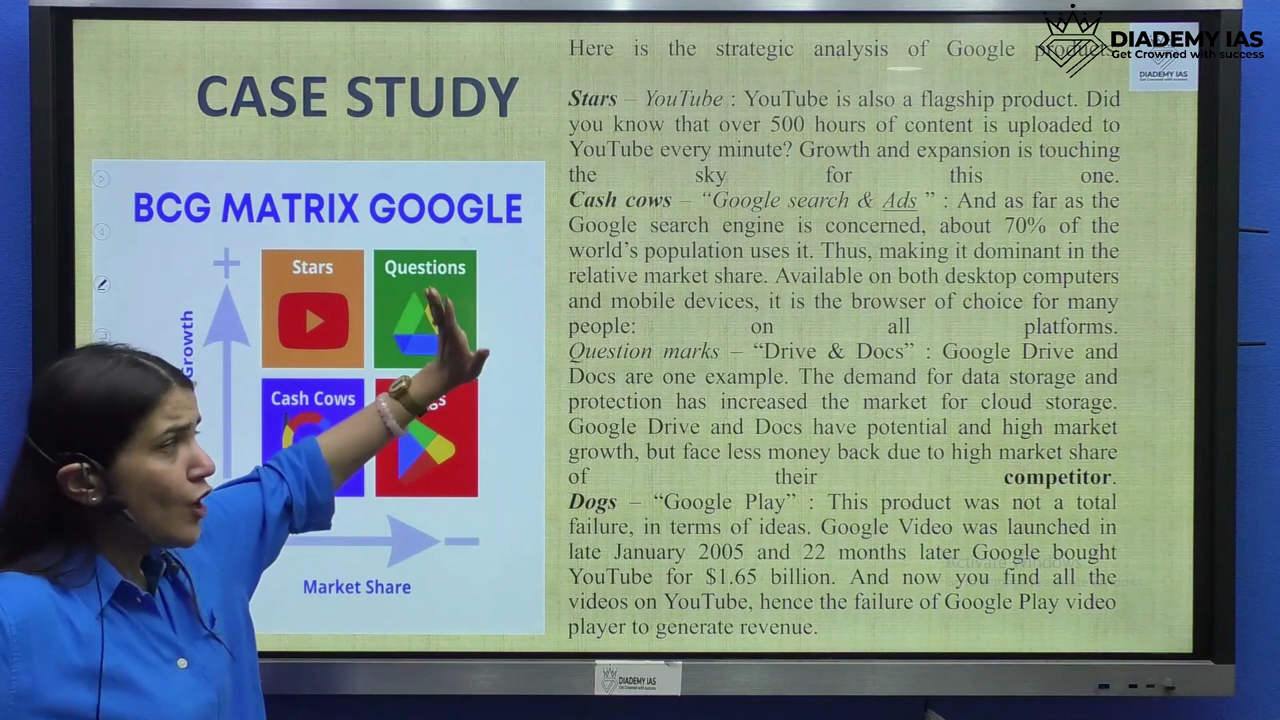 CASE STUDY
BCG MATRIX GOOGLE
Stars
Questions
Growth
Cash Cows
Market Share
Here is the strategic analysis of Google
Stars – YouTube : YouTube is also a flagship product. Did
you know that over 500 hours of content is uploaded to
YouTube every minute? Growth and expansion is touching
the sky for this one.
Cash cows – “Google search & Ads ” : And as far as the
Google search engine is concerned, about 70% of the
world’s population uses it. Thus, making it dominant in the
relative market share. Available on both desktop computers
and mobile devices, it is the browser of choice for many
people: on all platforms.
Question marks – “Drive & Docs” : Google Drive and
Docs are one example. The demand for data storage and
protection has increased the market for cloud storage.
Google Drive and Docs have potential and high market
growth, but face less money back due to high market share
of their competitor.
Dogs – “Google Play” : This product was not a total
failure, in terms of ideas. Google Video was launched in
late January 2005 and 22 months later Google bought
YouTube for $1.65 billion. And now you find all the
videos on YouTube, hence the failure of Google Play video
player to generate revenue.
Activate Windows
DIADEMY IAS
Get Crowned with success
DIADEMY IAS
DIADEMY IAS
Get Crowned with success